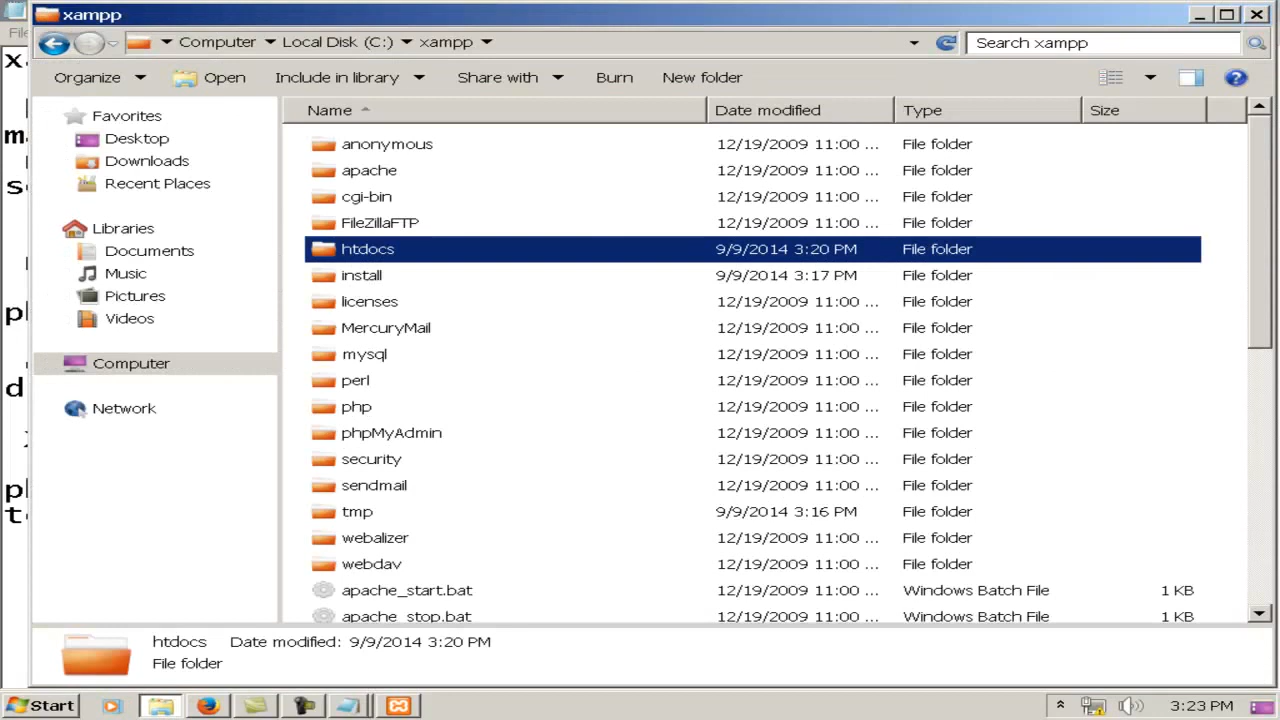 xampp
Computer Local Disk (C:) xampp
Search xampp
Organize Open Include in library Share with Burn New folder
Name Date modified Type Size
Favorites
Desktop
Downloads
Recent Places
Libraries
Documents
Music
Pictures
Videos
Computer
Network
anonymous 12/19/2009 11:00 ... File folder
apache 12/19/2009 11:00 ... File folder
cgi-bin 12/19/2009 11:00 ... File folder
FileZillaFTP 12/19/2009 11:00 ... File folder
htdocs 9/9/2014 3:20 PM File folder
install 9/9/2014 3:17 PM File folder
licenses 12/19/2009 11:00 ... File folder
MercuryMail 12/19/2009 11:00 ... File folder
mysql 12/19/2009 11:00 ... File folder
perl 12/19/2009 11:00 ... File folder
php 12/19/2009 11:00 ... File folder
phpMyAdmin 12/19/2009 11:00 ... File folder
security 12/19/2009 11:00 ... File folder
sendmail 12/19/2009 11:00 ... File folder
tmp 9/9/2014 3:16 PM File folder
webalizer 12/19/2009 11:00 ... File folder
webdav 12/19/2009 11:00 ... File folder
apache_start.bat 12/19/2009 11:00 ... Windows Batch File 1 KB
apache_stop.bat 12/19/2009 11:00 ... Windows Batch File 1 KB
htdocs Date modified: 9/9/2014 3:20 PM
File folder
Start 3:23 PM